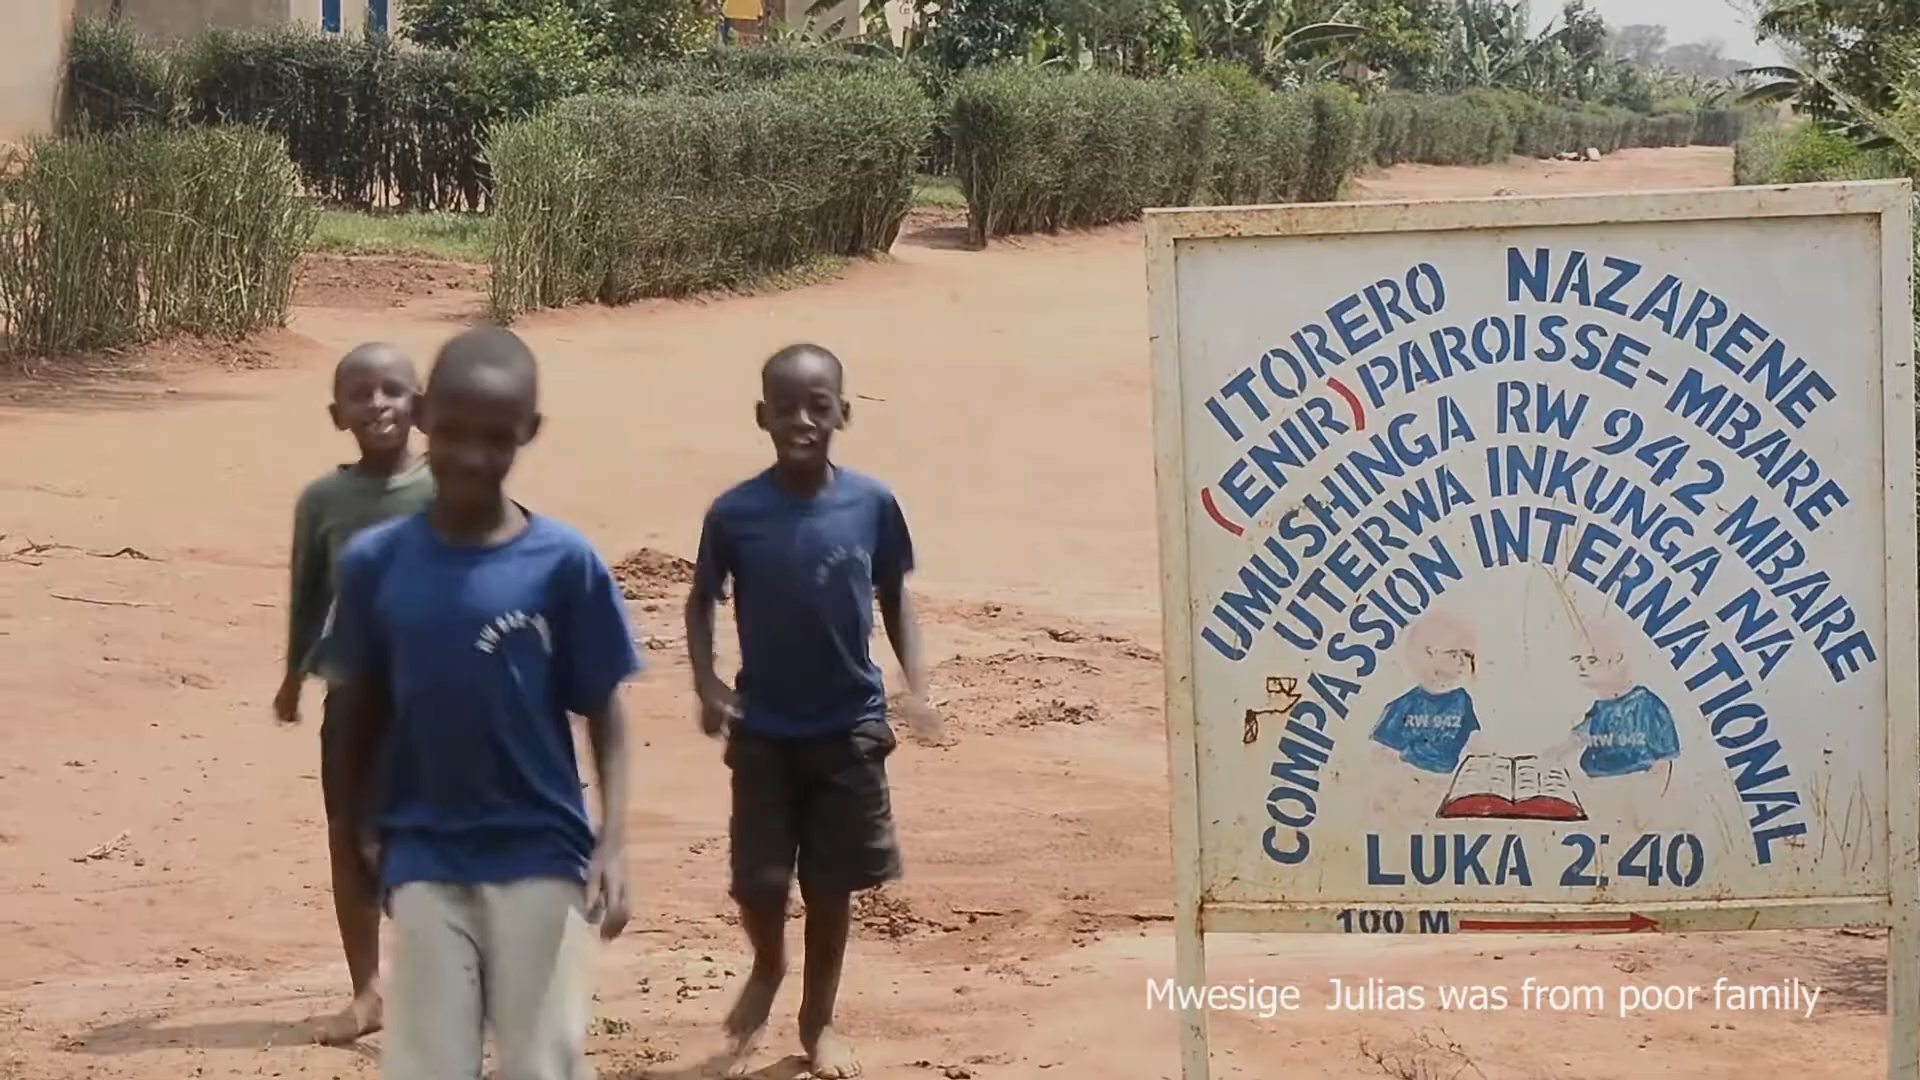 ITORERO NAZARENE
(ENIR) PAROISSE-MBARE
UMUSHINGA RW 942 MBARE
UTERWA INKUNGA NA
COMPASSION INTERNATIONAL
RW 942
RW 942
LUKA 2:40
100 M
Mwesige Julias was from poor family